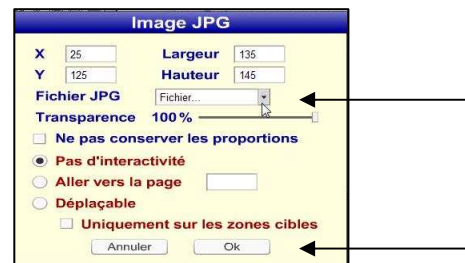 Image JPG
X 25 Largeur 135
Y 125 Hauteur 145
Fichier JPG Fichier...
Transparence 100%
Ne pas conserver les proportions
Pas d'interactivité
Aller vers la page
Déplaçable
Uniquement sur les zones cibles
Annuler Ok